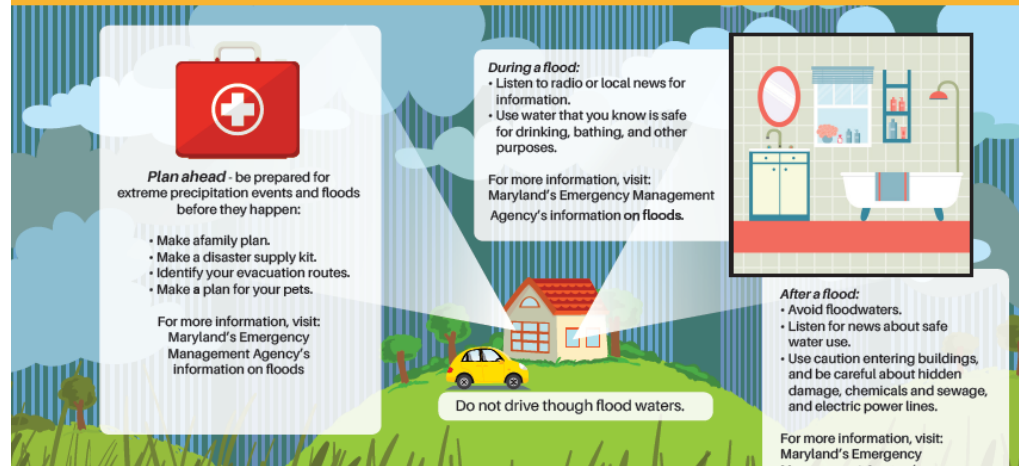 Plan ahead - be prepared for
extreme precipitation events and floods
before they happen:
• Make afamily plan.
• Make a disaster supply kit.
• Identify your evacuation routes.
• Make a plan for your pets.
For more information, visit:
Maryland's Emergency
Management Agency's
information on floods
During a flood:
• Listen to radio or local news for
information.
• Use water that you know is safe
for drinking, bathing, and other
purposes.
For more information, visit:
Maryland's Emergency Management
Agency's information on floods.
Do not drive though flood waters.
After a flood:
• Avoid floodwaters.
• Listen for news about safe
water use.
• Use caution entering buildings,
and be careful about hidden
damage, chemicals and sewage,
and electric power lines.
For more information, visit:
Maryland's Emergency